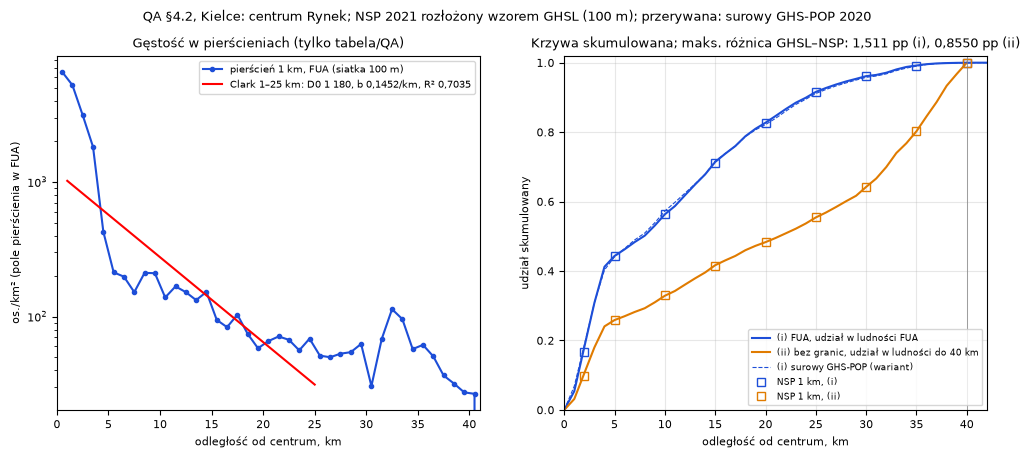 QA §4.2, Kielce: centrum Rynek; NSP 2021 rozłożony wzorem GHSL (100 m); przerywana: surowy GHS-POP 2020
Gęstość w pierścieniach (tylko tabela/QA)
pierścień 1 km, FUA (siatka 100 m)
Clark 1–25 km: D0 1 180, b 0,1452/km, R² 0,7035
10³
10²
os./km² (pole pierścienia w FUA)
0 5 10 15 20 25 30 35 40
odległość od centrum, km
Krzywa skumulowana; maks. różnica GHSL–NSP: 1,511 pp (i), 0,8550 pp (ii)
1.0
0.8
0.6
0.4
0.2
0.0
udział skumulowany
(i) FUA, udział w ludności FUA
(ii) bez granic, udział w ludności do 40 km
(i) surowy GHS-POP (wariant)
NSP 1 km, (i)
NSP 1 km, (ii)
0 5 10 15 20 25 30 35 40
odległość od centrum, km